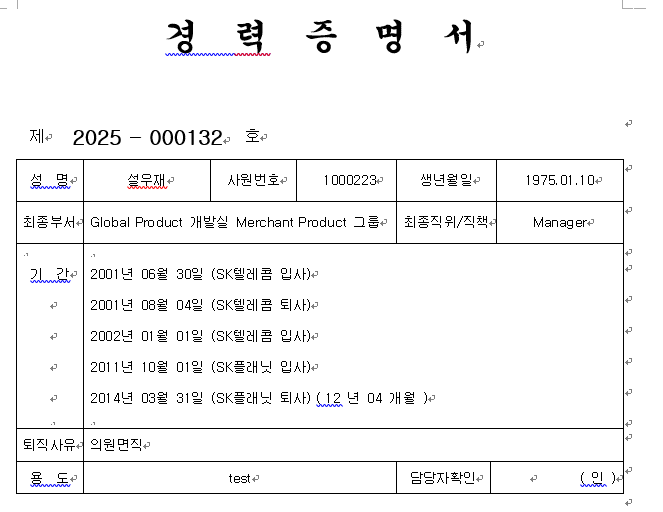 경 력 증 명 서
제 2025 - 000132 호
성 명 설우재 사원번호 1000223 생년월일 1975.01.10
최종부서 Global Product 개발실 Merchant Product 그룹 최종직위/직책 Manager
기 간 2001년 06월 30일 (SK텔레콤 입사)
2001년 08월 04일 (SK텔레콤 퇴사)
2002년 01월 01일 (SK텔레콤 입사)
2011년 10월 01일 (SK플래닛 입사)
2014년 03월 31일 (SK플래닛 퇴사) ( 12 년 04 개월 )
퇴직사유 의원면직
용 도 test 담당자확인 ( 인 )